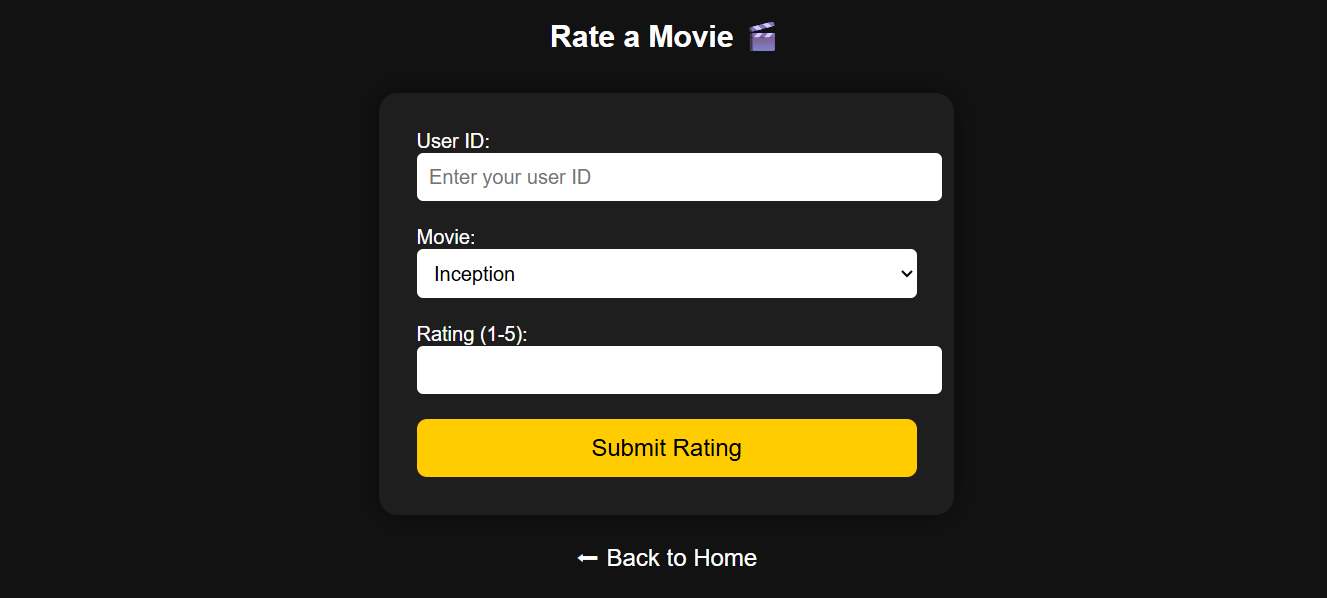 Rate a Movie 🎬
User ID:
Enter your user ID
Movie:
Inception
Rating (1-5):
Submit Rating
⬅ Back to Home